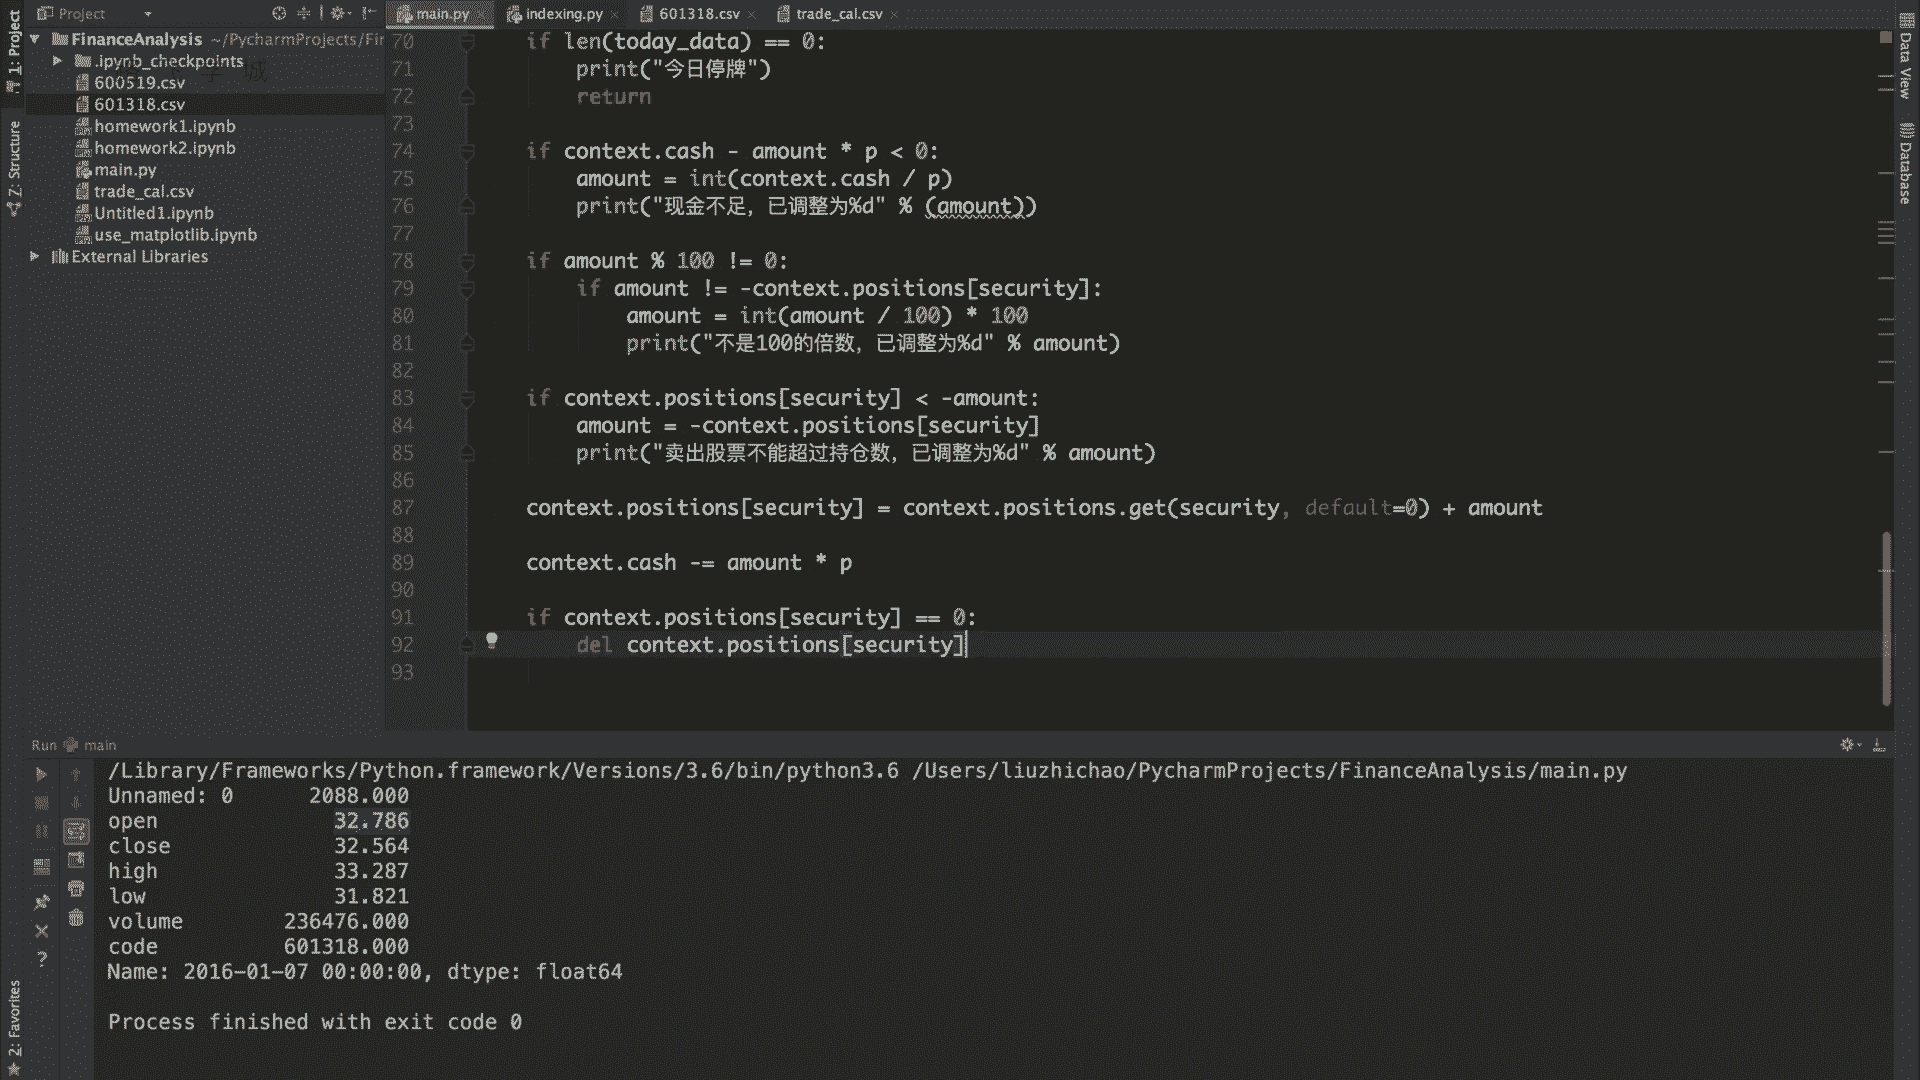 Project
main.py
indexing.py
601318.csv
trade_cal.csv
1: Project
Z: Structure
2: Favorites
FinanceAnalysis ~/PycharmProjects/Fir
.ipynb_checkpoints
600519.csv
601318.csv
homework1.ipynb
homework2.ipynb
main.py
trade_cal.csv
Untitled1.ipynb
use_matplotlib.ipynb
External Libraries
70 if len(today_data) == 0:
71 print("今日停牌")
72 return
73
74 if context.cash - amount * p < 0:
75 amount = int(context.cash / p)
76 print("现金不足，已调整为%d" % (amount))
77
78 if amount % 100 != 0:
79 if amount != -context.positions[security]:
80 amount = int(amount / 100) * 100
81 print("不是100的倍数，已调整为%d" % amount)
82
83 if context.positions[security] < -amount:
84 amount = -context.positions[security]
85 print("卖出股票不能超过持仓数，已调整为%d" % amount)
86
87 context.positions[security] = context.positions.get(security, default=0) + amount
88
89 context.cash -= amount * p
90
91 if context.positions[security] == 0:
92 del context.positions[security]
93
Data View
Database
Run main
/Library/Frameworks/Python.framework/Versions/3.6/bin/python3.6 /Users/liuzhichao/PycharmProjects/FinanceAnalysis/main.py
Unnamed: 0 2088.000
open 32.786
close 32.564
high 33.287
low 31.821
volume 236476.000
code 601318.000
Name: 2016-01-07 00:00:00, dtype: float64
Process finished with exit code 0